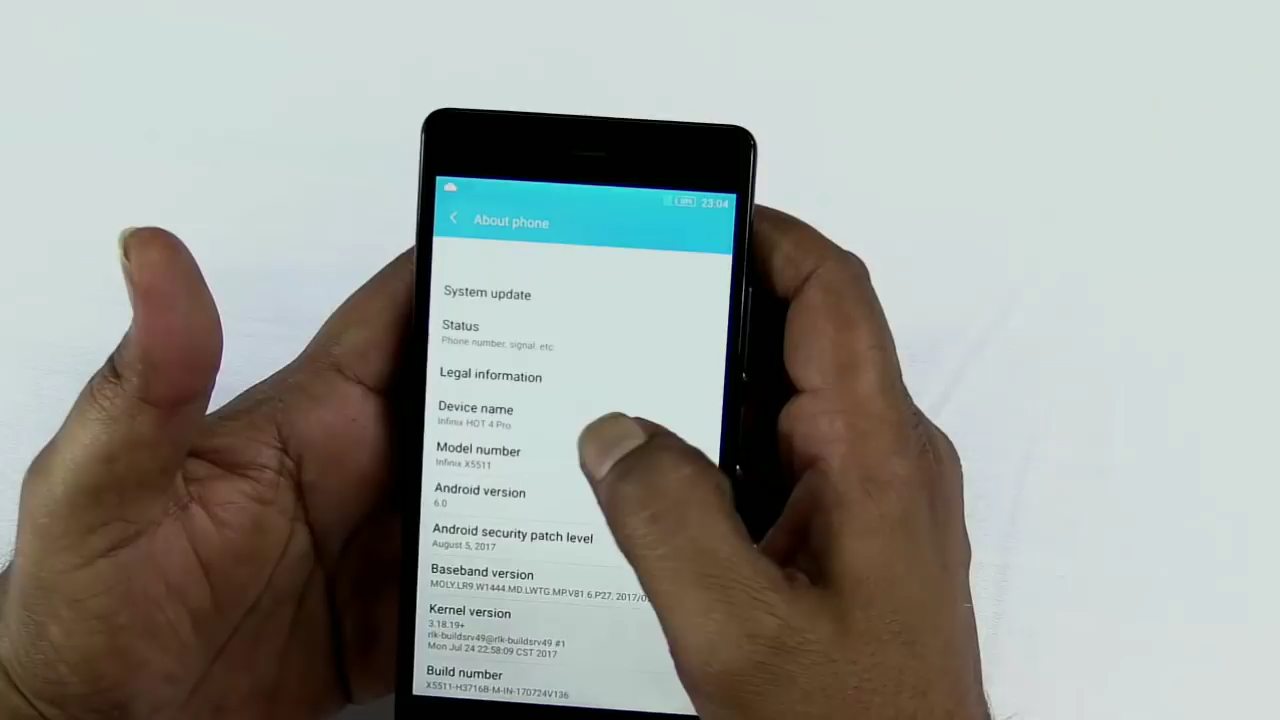 23:04
About phone
System update
Status
Phone number, signal, etc.
Legal information
Device name
Infinix HOT 4 Pro
Model number
Infinix X5511
Android version
6.0
Android security patch level
August 5, 2017
Baseband version
MOLY.LR9.W1444.MD.LWTG.MP.V81.6.P27, 2017/0
Kernel version
3.18.19+
rlk-buildsrv49@rlk-buildsrv49 #1
Mon Jul 24 22:58:09 CST 2017
Build number
X5511-H3716B-M-IN-170724V136